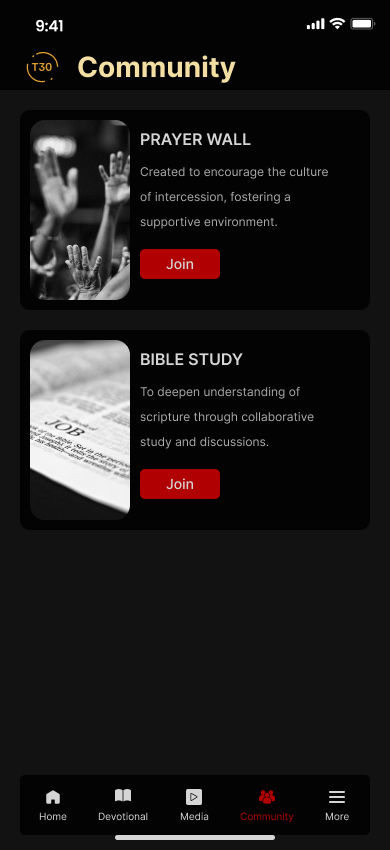 9:41
T30
Community
PRAYER WALL
Created to encourage the culture
of intercession, fostering a
supportive environment.
Join
BIBLE STUDY
To deepen understanding of
scripture through collaborative
study and discussions.
Join
JOB
Home
Devotional
Media
Community
More